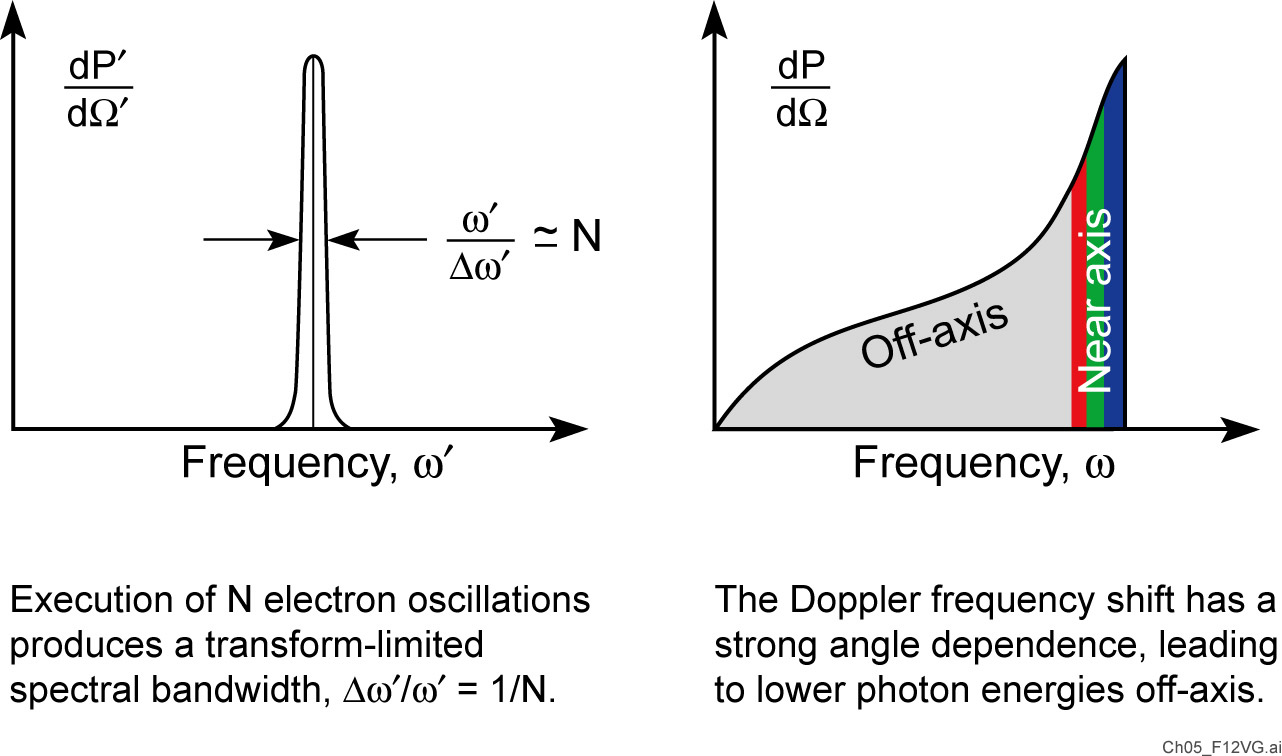 dP′
dΩ′
ω′
Δω′
≃ N
Frequency, ω′
Execution of N electron oscillations
produces a transform-limited
spectral bandwidth, Δω′/ω′ = 1/N.
dP
dΩ
Off-axis
Near axis
Frequency, ω
The Doppler frequency shift has a
strong angle dependence, leading
to lower photon energies off-axis.
Ch05_F12VG.ai